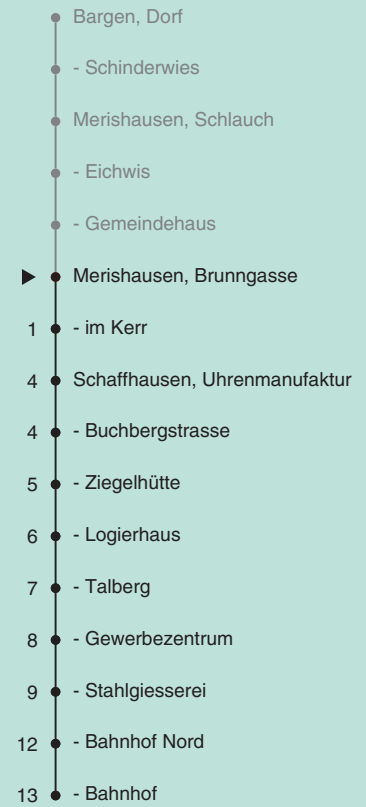 Bargen, Dorf
- Schinderwies
Merishausen, Schlauch
- Eichwis
- Gemeindehaus
Merishausen, Brunngasse
1 - im Kerr
4 Schaffhausen, Uhrenmanufaktur
4 - Buchbergstrasse
5 - Ziegelhütte
6 - Logierhaus
7 - Talberg
8 - Gewerbezentrum
9 - Stahlgiesserei
12 - Bahnhof Nord
13 - Bahnhof